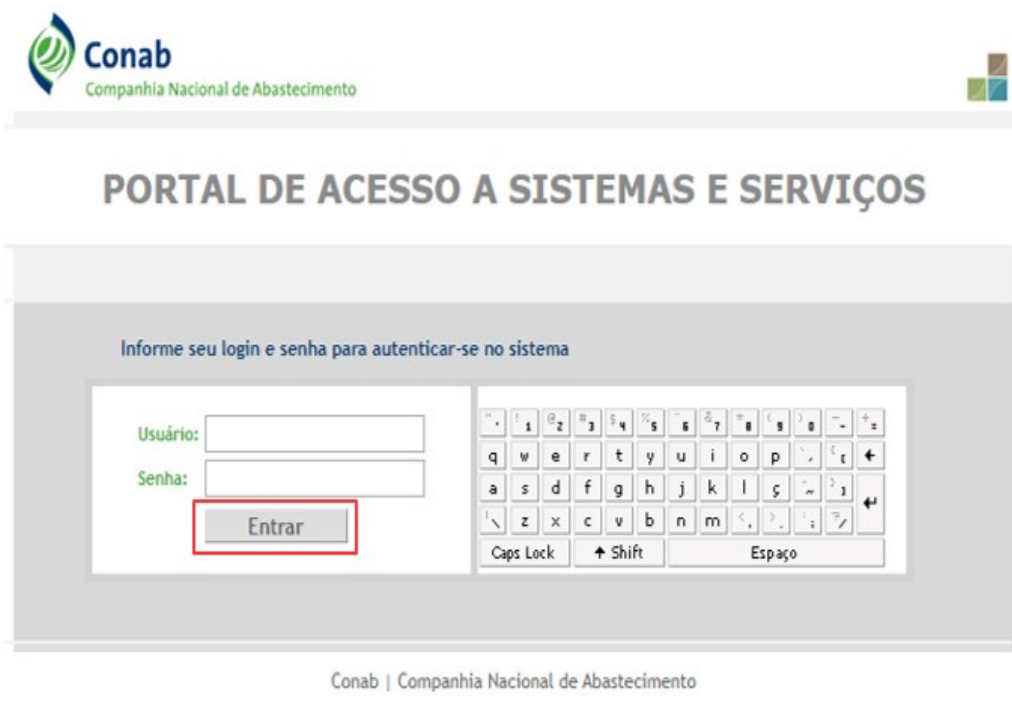 Conab
Companhia Nacional de Abastecimento
PORTAL DE ACESSO A SISTEMAS E SERVIÇOS
Informe seu login e senha para autenticar-se no sistema
Usuário:
Senha:
Entrar
" ' ! 1 @ 2 # 3 $ 4 % 5 ¨ 6 & 7 * 8 ( 9 ) 0 _ - + =
q w e r t y u i o p ` ´ { [ ←
a s d f g h j k l ç ^ ~ } ] ↵
| \ z x c v b n m < , > . : ; ? /
Caps Lock ↑ Shift Espaço
Conab | Companhia Nacional de Abastecimento